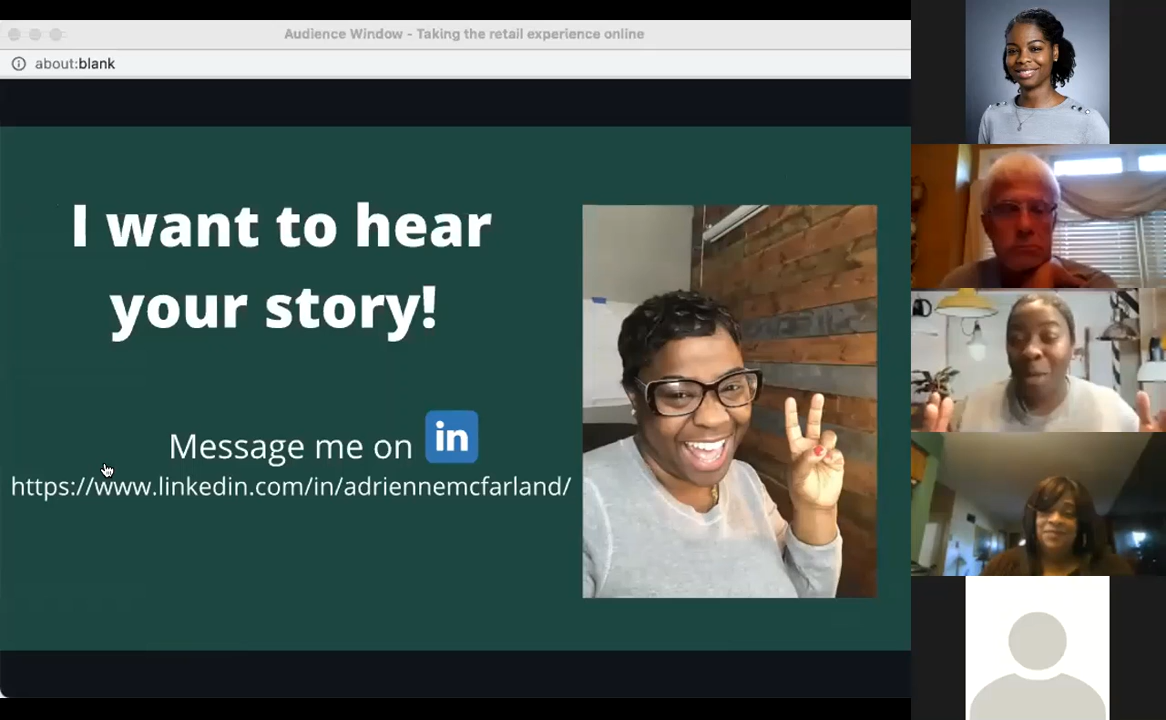 Audience Window - Taking the retail experience online
about:blank
I want to hear
your story!
Message me on in
https://www.linkedin.com/in/adriennemcfarland/